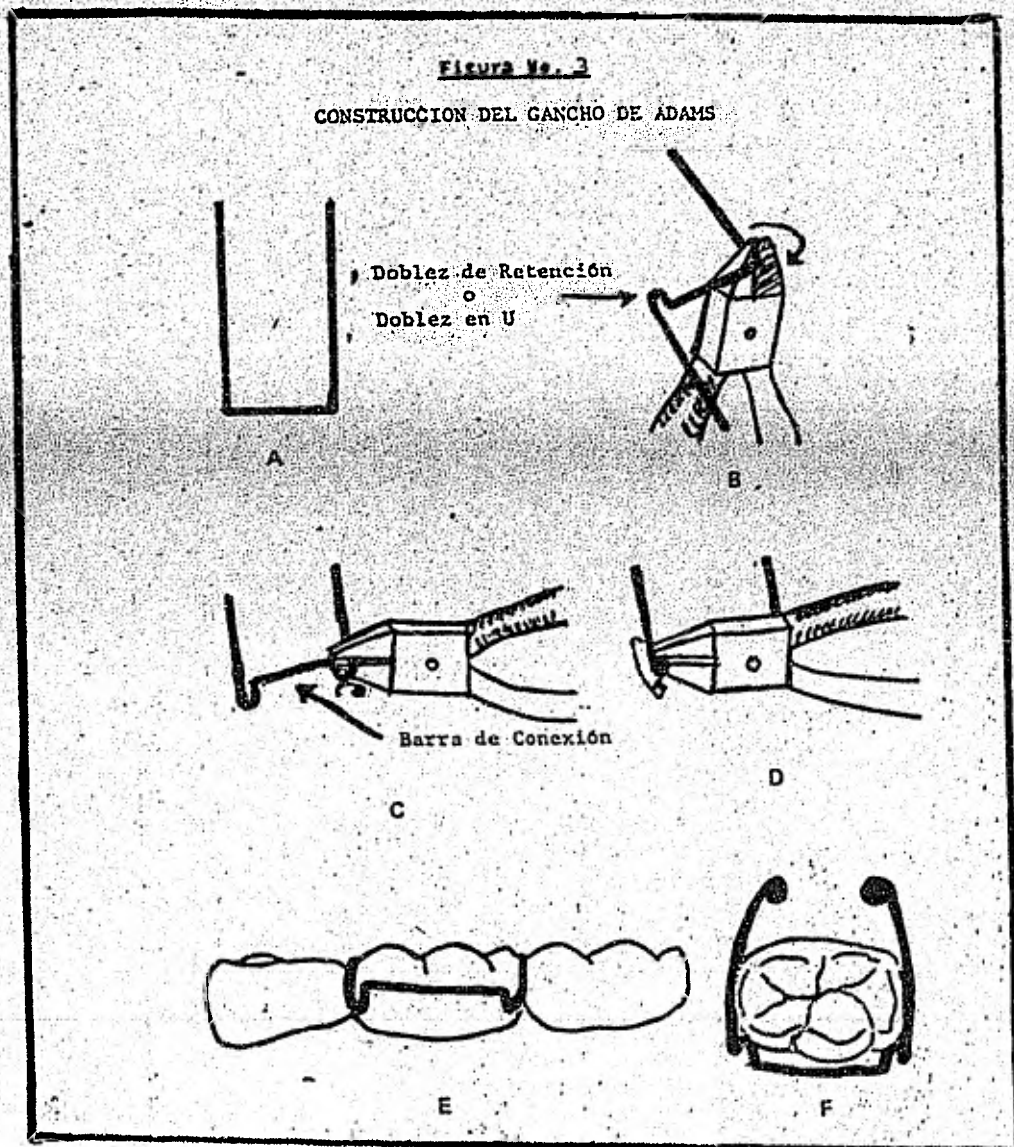 Figura No. 3
CONSTRUCCION DEL GANCHO DE ADAMS
Doblez de Retención
o
Doblez en U
A
B
Barra de Conexión
C
D
E
F